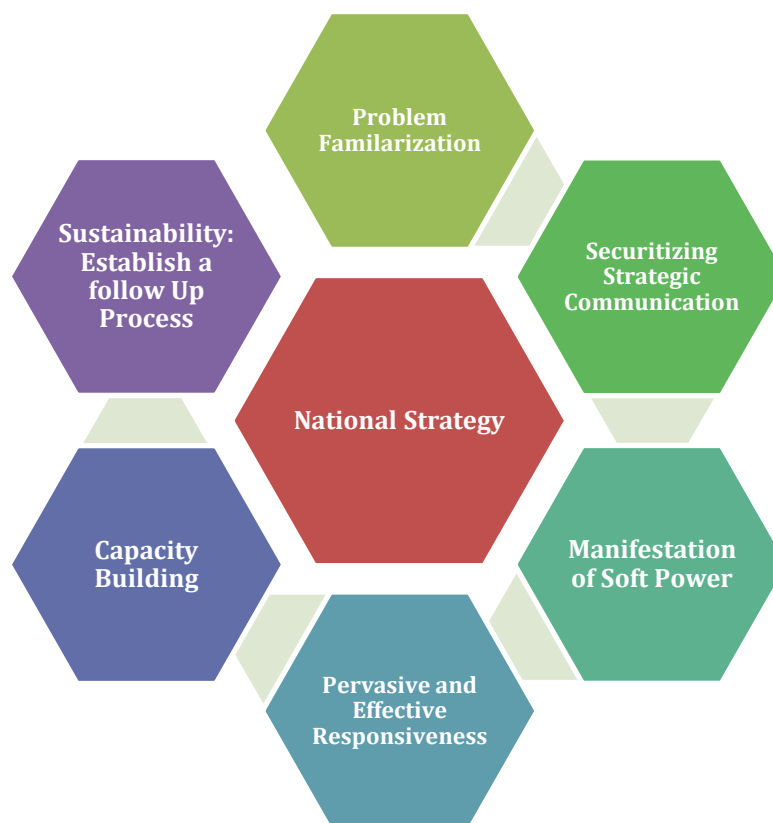 Problem
Familarization
Securitizing
Strategic
Communication
Manifestation
of Soft Power
Pervasive and
Effective
Responsiveness
Capacity
Building
Sustainability:
Establish a
follow Up
Process
National Strategy